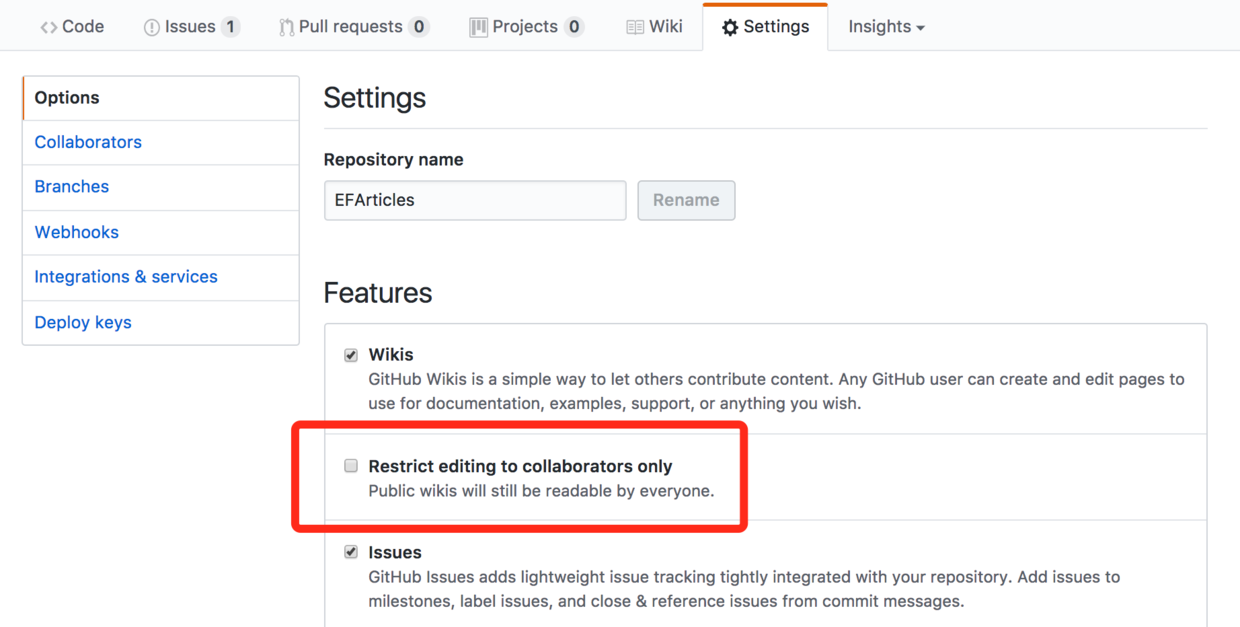 Code Issues 1 Pull requests 0 Projects 0 Wiki Settings Insights
Options
Collaborators
Branches
Webhooks
Integrations & services
Deploy keys
Settings
Repository name
EFArticles Rename
Features
Wikis
GitHub Wikis is a simple way to let others contribute content. Any GitHub user can create and edit pages to
use for documentation, examples, support, or anything you wish.
Restrict editing to collaborators only
Public wikis will still be readable by everyone.
Issues
GitHub Issues adds lightweight issue tracking tightly integrated with your repository. Add issues to
milestones, label issues, and close & reference issues from commit messages.